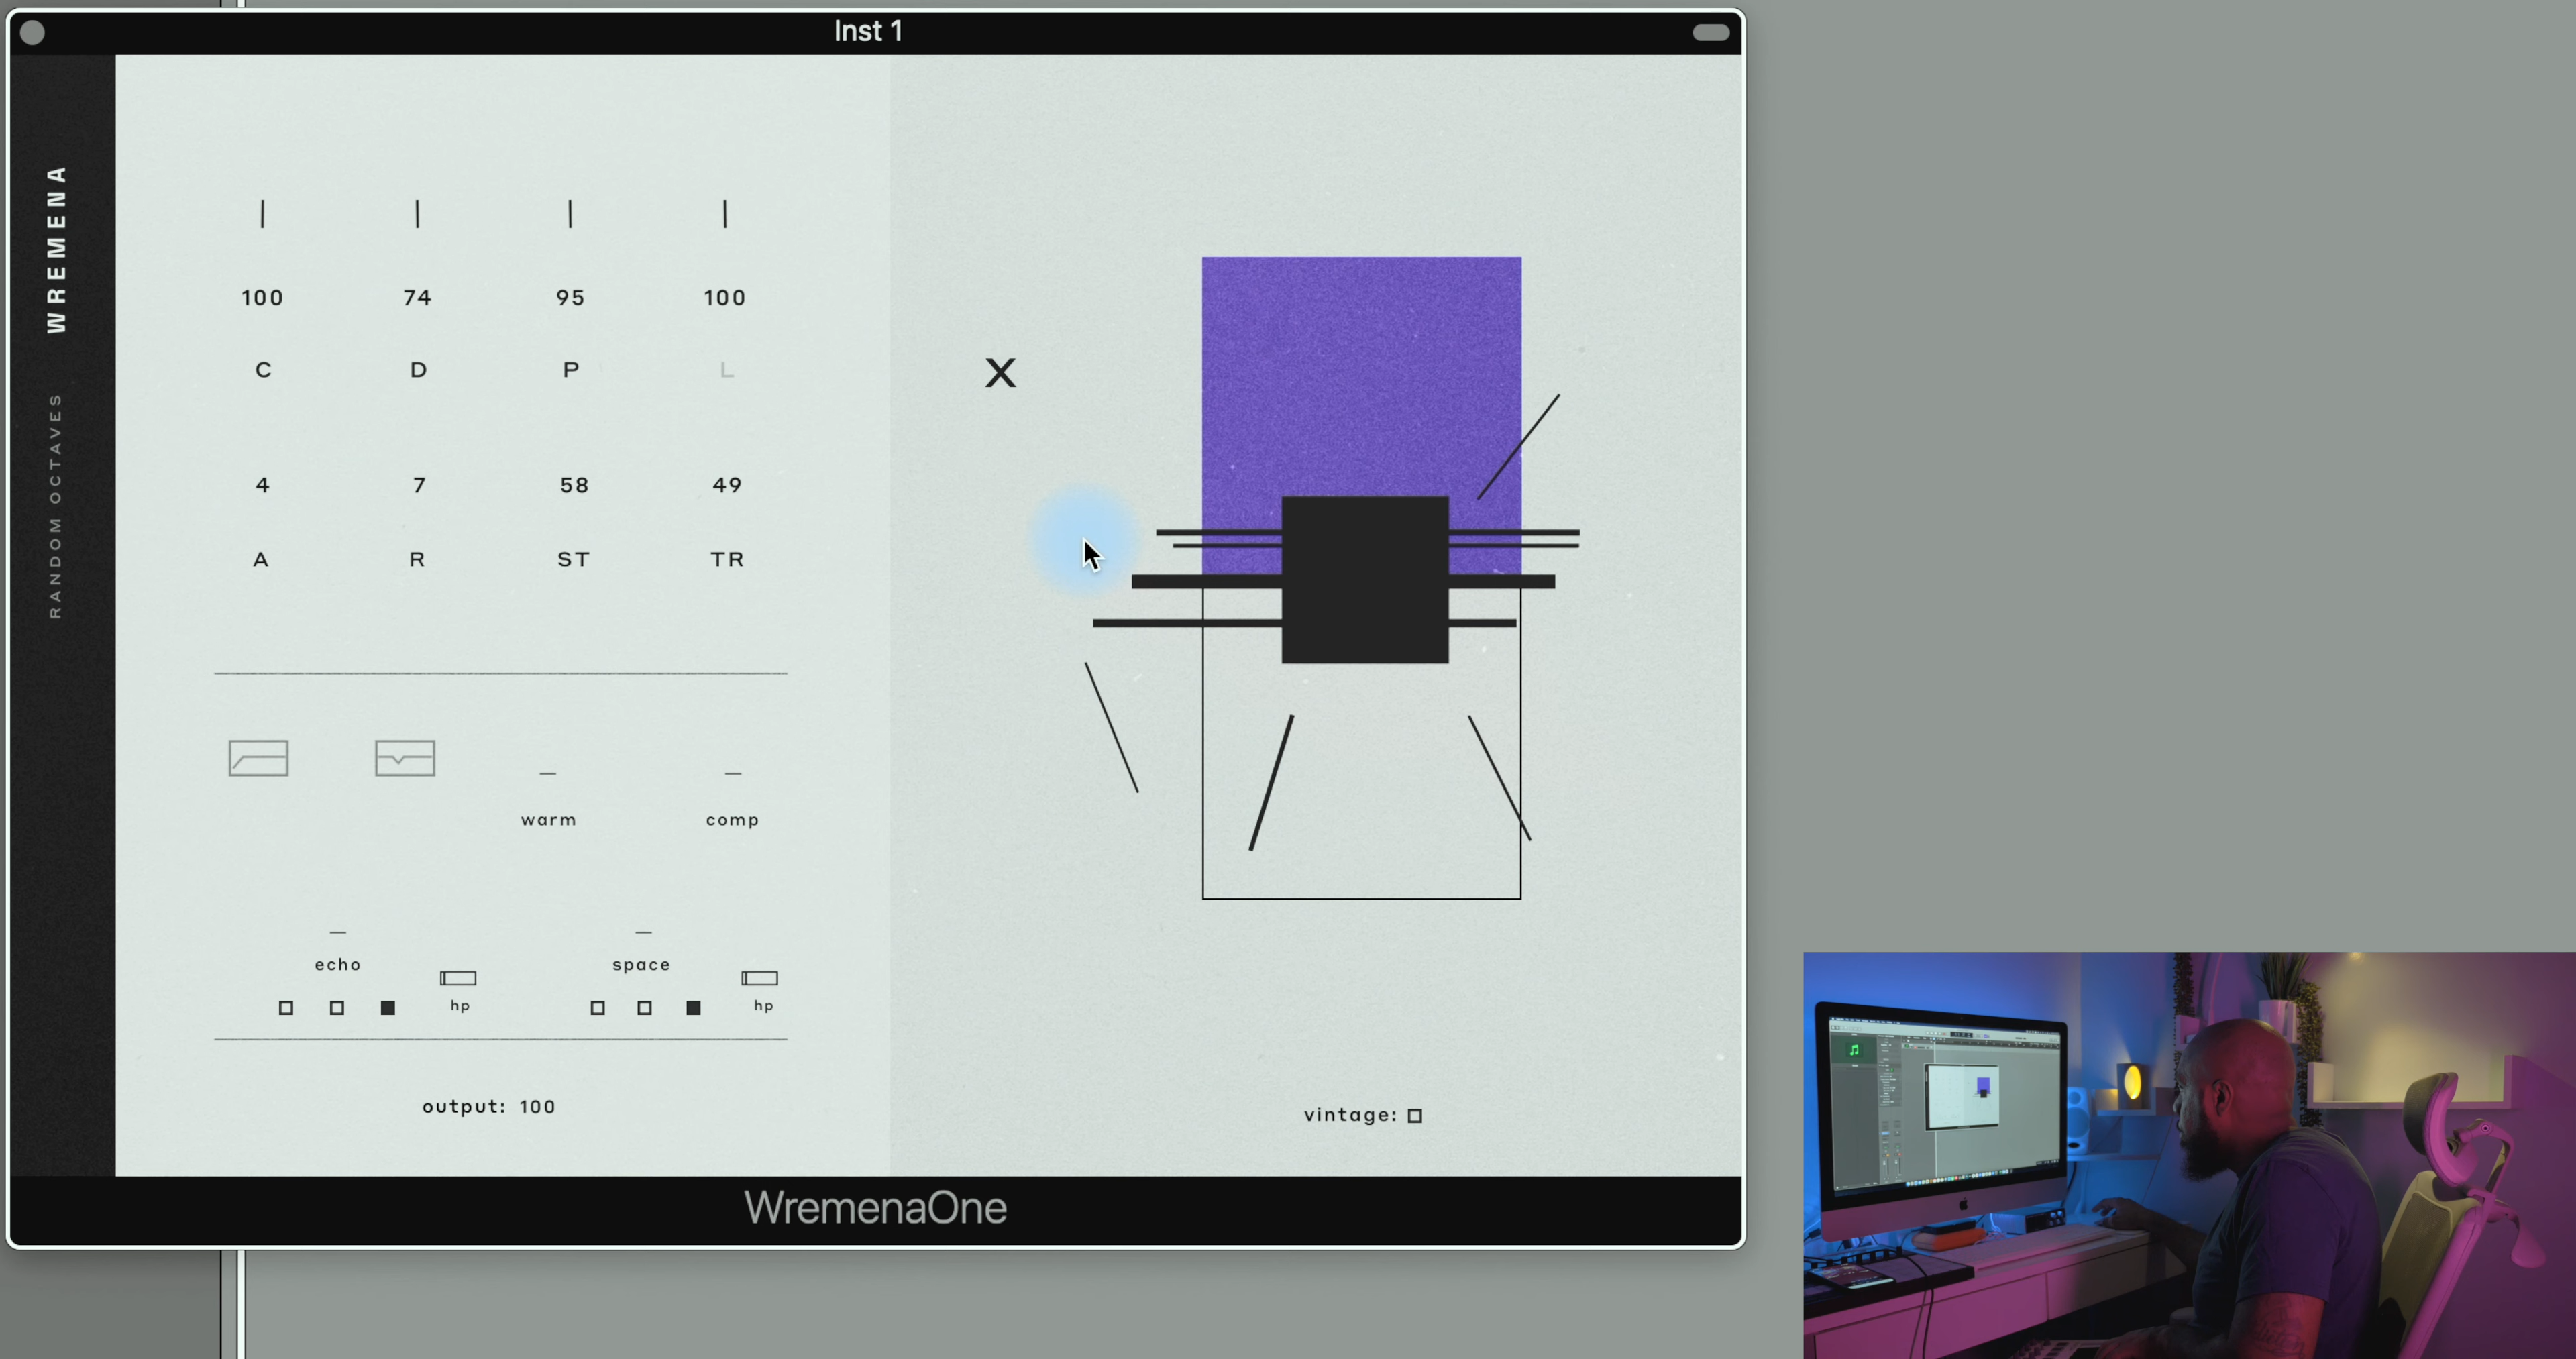 Inst 1
WREMENA
RANDOM OCTAVES
100 74 95 100
C D P L
4 7 58 49
A R ST TR
X
warm comp
echo hp space hp
output: 100
vintage:
WremenaOne